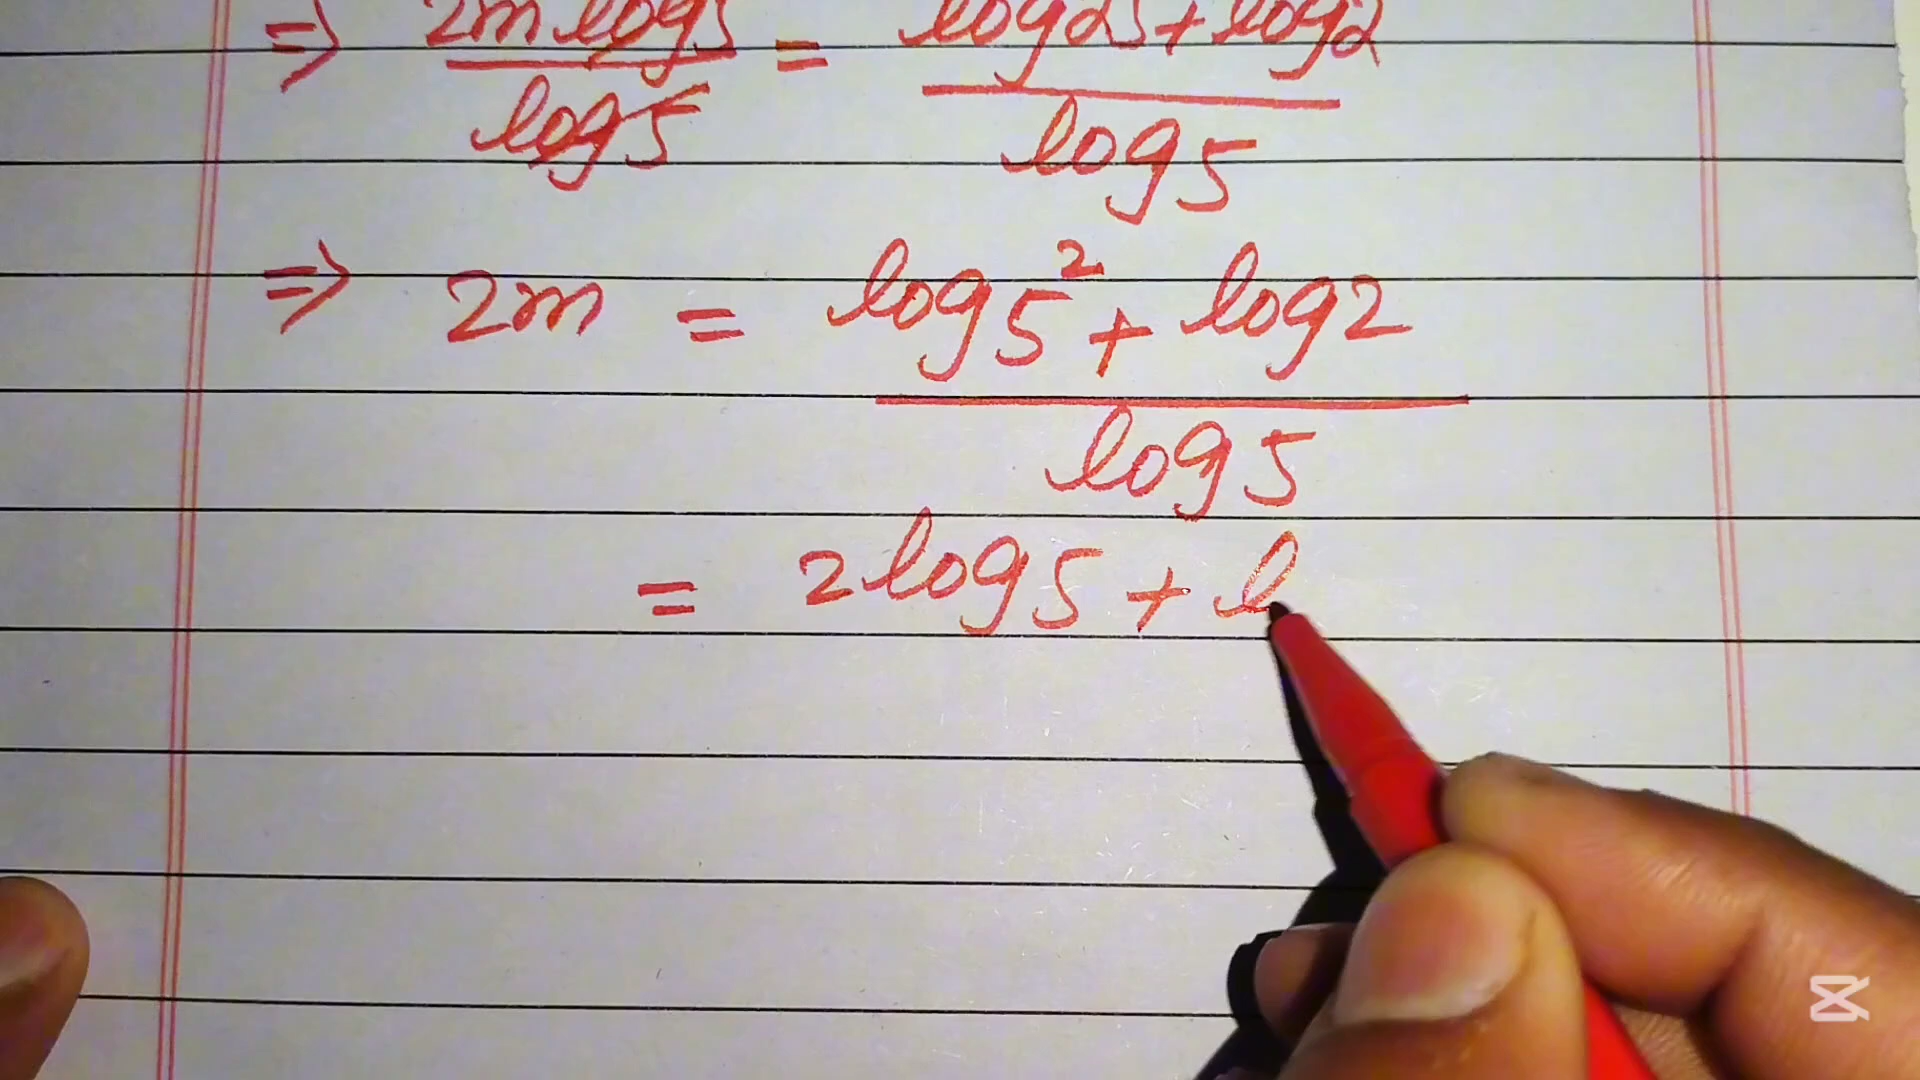 ⇒ 2m log5 / log5 = log25 + log2 / log5
⇒ 2m = log5² + log2 / log5
= 2log5 + l